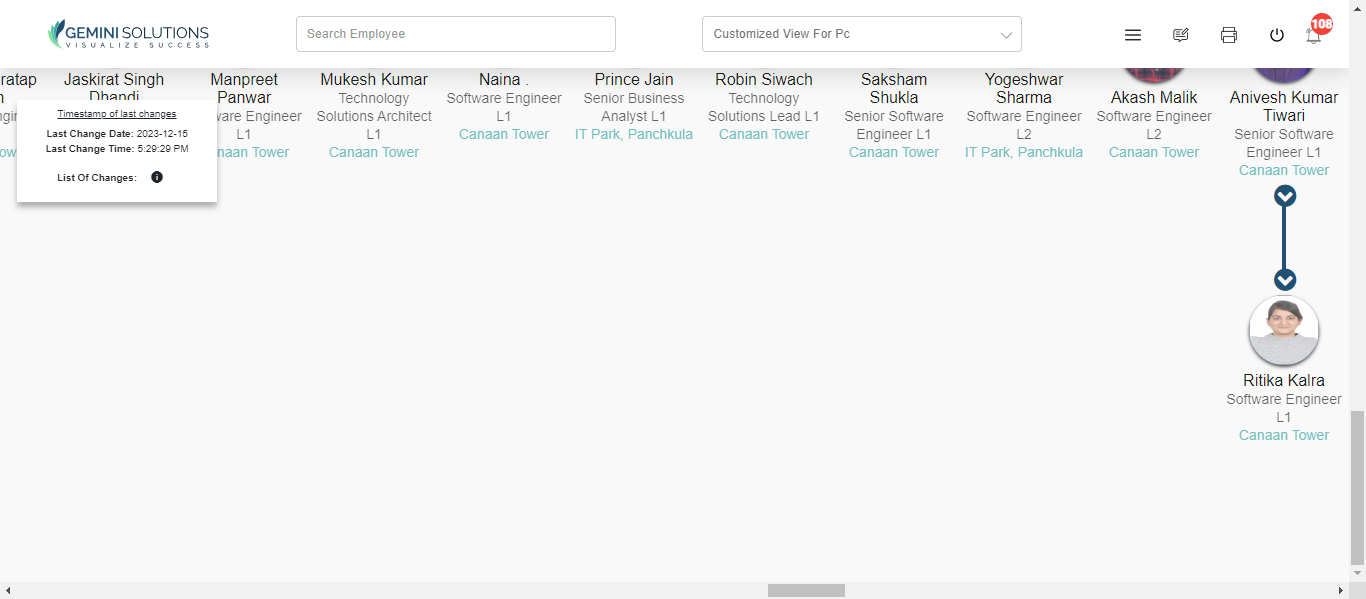 GEMINI SOLUTIONS
VISUALIZE SUCCESS
Search Employee
Customized View For Pc
108
ratap
Jaskirat Singh
Dhandi
Timestamp of last changes
Last Change Date: 2023-12-15
Last Change Time: 5:29:29 PM
List Of Changes:
Manpreet
Panwar
ware Engineer
L1
naan Tower
Mukesh Kumar
Technology
Solutions Architect
L1
Canaan Tower
Naina .
Software Engineer
L1
Canaan Tower
Prince Jain
Senior Business
Analyst L1
IT Park, Panchkula
Robin Siwach
Technology
Solutions Lead L1
Canaan Tower
Saksham
Shukla
Senior Software
Engineer L1
Canaan Tower
Yogeshwar
Sharma
Software Engineer
L2
IT Park, Panchkula
Akash Malik
Software Engineer
L2
Canaan Tower
Anivesh Kumar
Tiwari
Senior Software
Engineer L1
Canaan Tower
Ritika Kalra
Software Engineer
L1
Canaan Tower